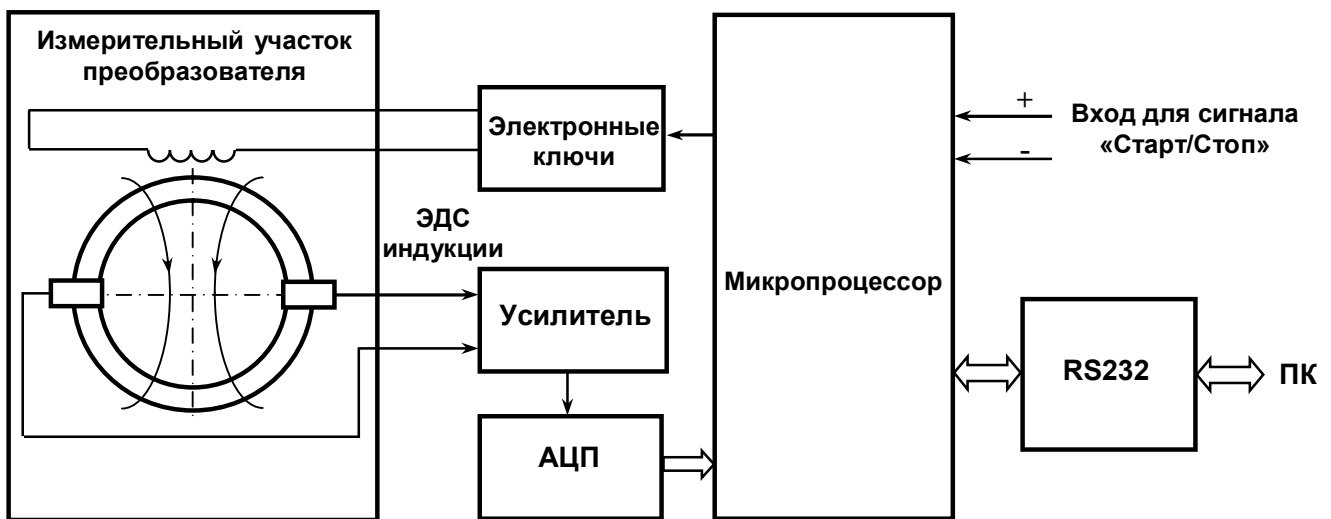 Измерительный участок
преобразователя
Электронные
ключи
ЭДС
индукции
Усилитель
АЦП
Микропроцессор
+
-
Вход для сигнала
«Старт/Стоп»
RS232
ПК